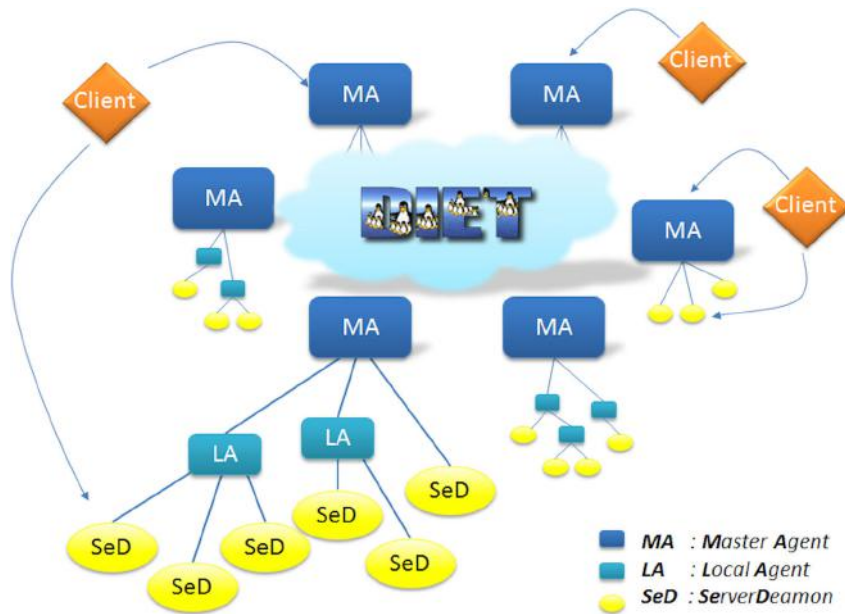 Client
MA
MA
Client
MA
DIET
MA
Client
MA
MA
LA
LA
SeD
SeD
SeD
SeD
SeD
SeD
MA : Master Agent
LA : Local Agent
SeD : ServerDeamon